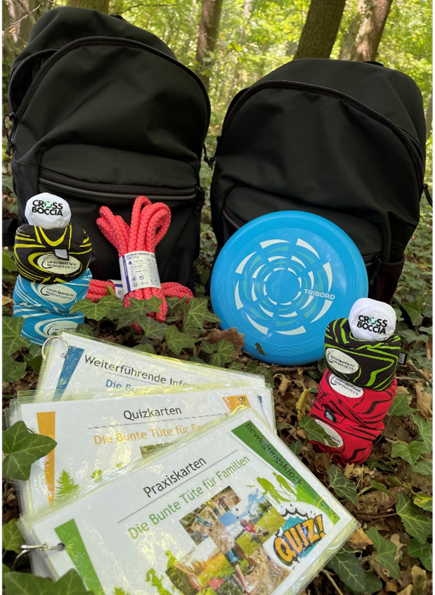 CROSS
BOCCIA
TRIBORD
CROSS
BOCCIA
Weiterführende Infor
Die Bu
Quizkarten
Die Bunte Tüte für F
Praxiskarten
Die Bunte Tüte für Familien
QUIZ!